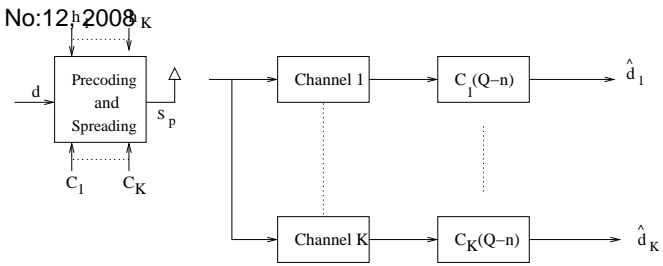 No:12, 2008
h K
d
Precoding
and
Spreading
S p
C 1
C K
Channel 1
C 1 (Q−n)
^ d 1
Channel K
C K (Q−n)
^ d K